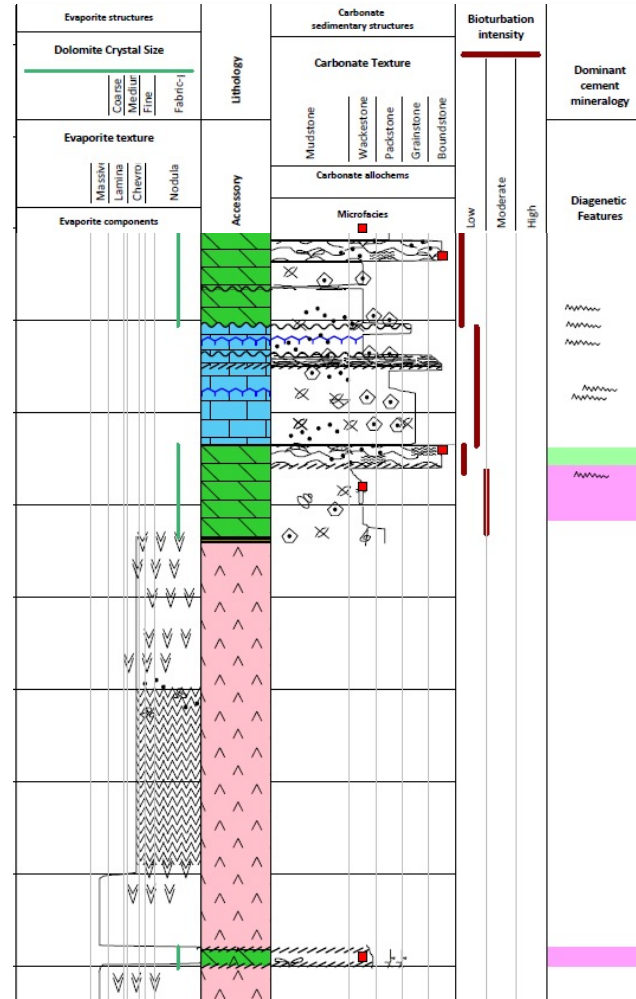 Evaporite structures
Dolomite Crystal Size
Coarse
Medium
Fine
Fabric-r
Evaporite texture
Massive
Lamina
Chevro
Nodula
Evaporite components
Lithology
Accessory
Carbonate
sedimentary structures
Carbonate Texture
Mudstone
Wackestone
Packstone
Grainstone
Boundstone
Carbonate allochems
Microfacies
Bioturbation
intensity
Low
Moderate
High
Dominant
cement
mineralogy
Diagenetic
Features